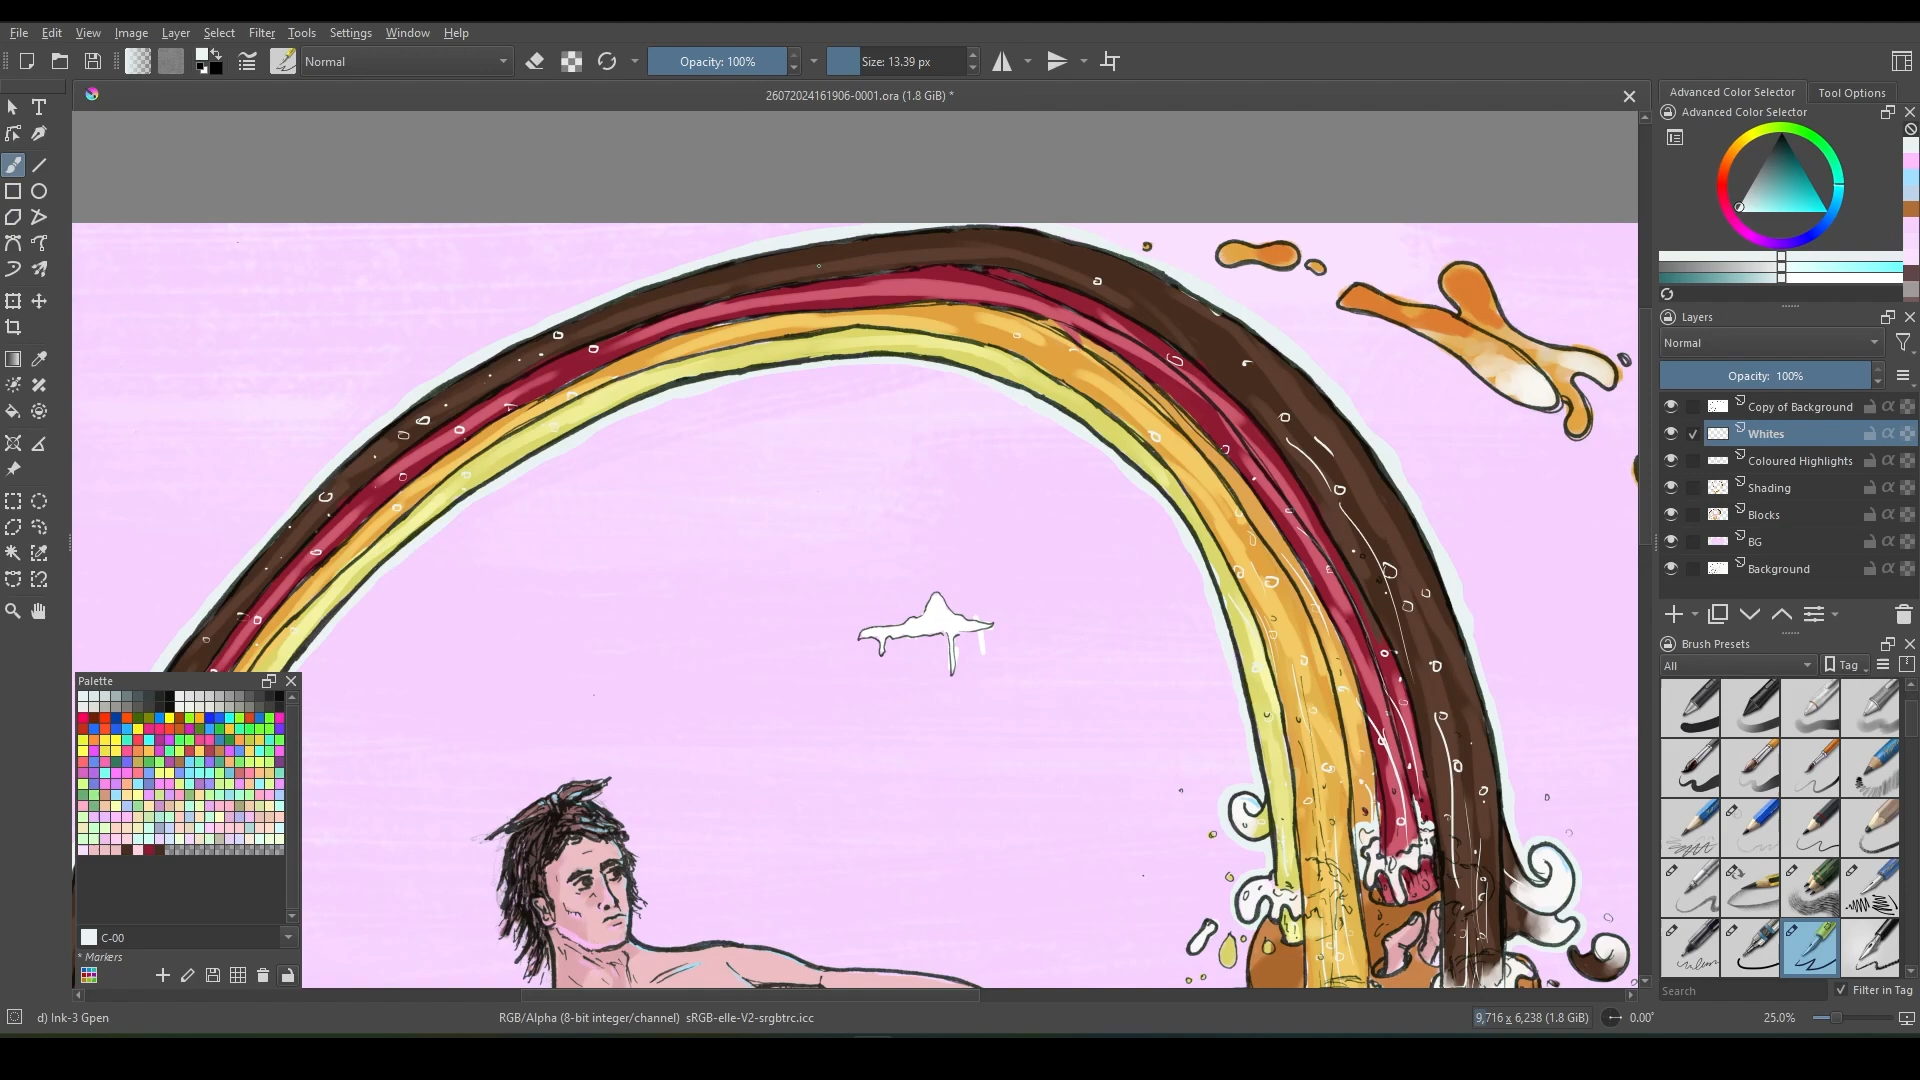 File Edit View Image Layer Select Filter Tools Settings Window Help
Normal Opacity: 100% Size: 13.39 px
26072024161906-0001.ora (1.8 GiB) *
Advanced Color Selector Tool Options
Advanced Color Selector
Layers
Normal
Opacity: 100%
Copy of Background
Whites
Coloured Highlights
Shading
Blocks
BG
Background
Brush Presets
All Tag
Search Filter in Tag
Palette
C-00
* Markers
d) Ink-3 Gpen RGB/Alpha (8-bit integer/channel) sRGB-elle-V2-srgbtrc.icc 9,716 x 6,238 (1.8 GiB) 0.00° 25.0%